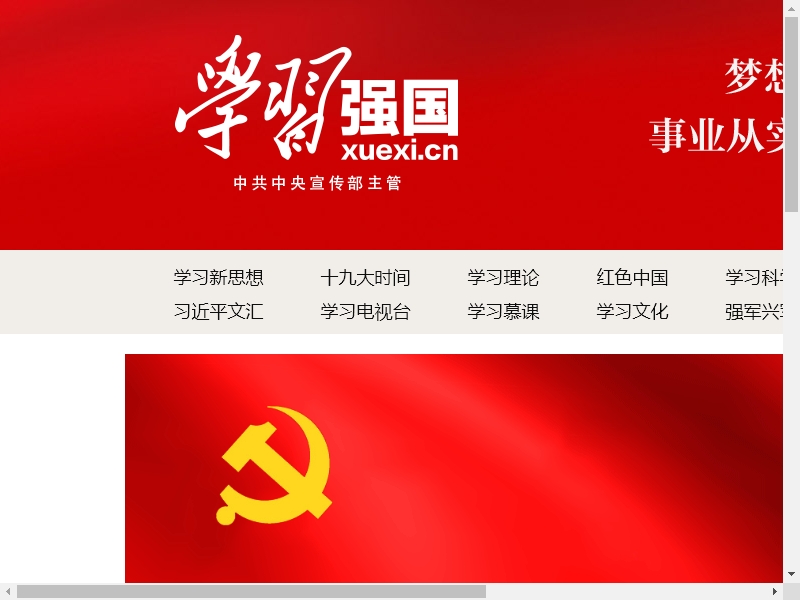 學習强国
xuexi.cn
中共中央宣传部主管
梦想
事业从实
学习新思想 十九大时间 学习理论 红色中国 学习科学
习近平文汇 学习电视台 学习慕课 学习文化 强军兴军